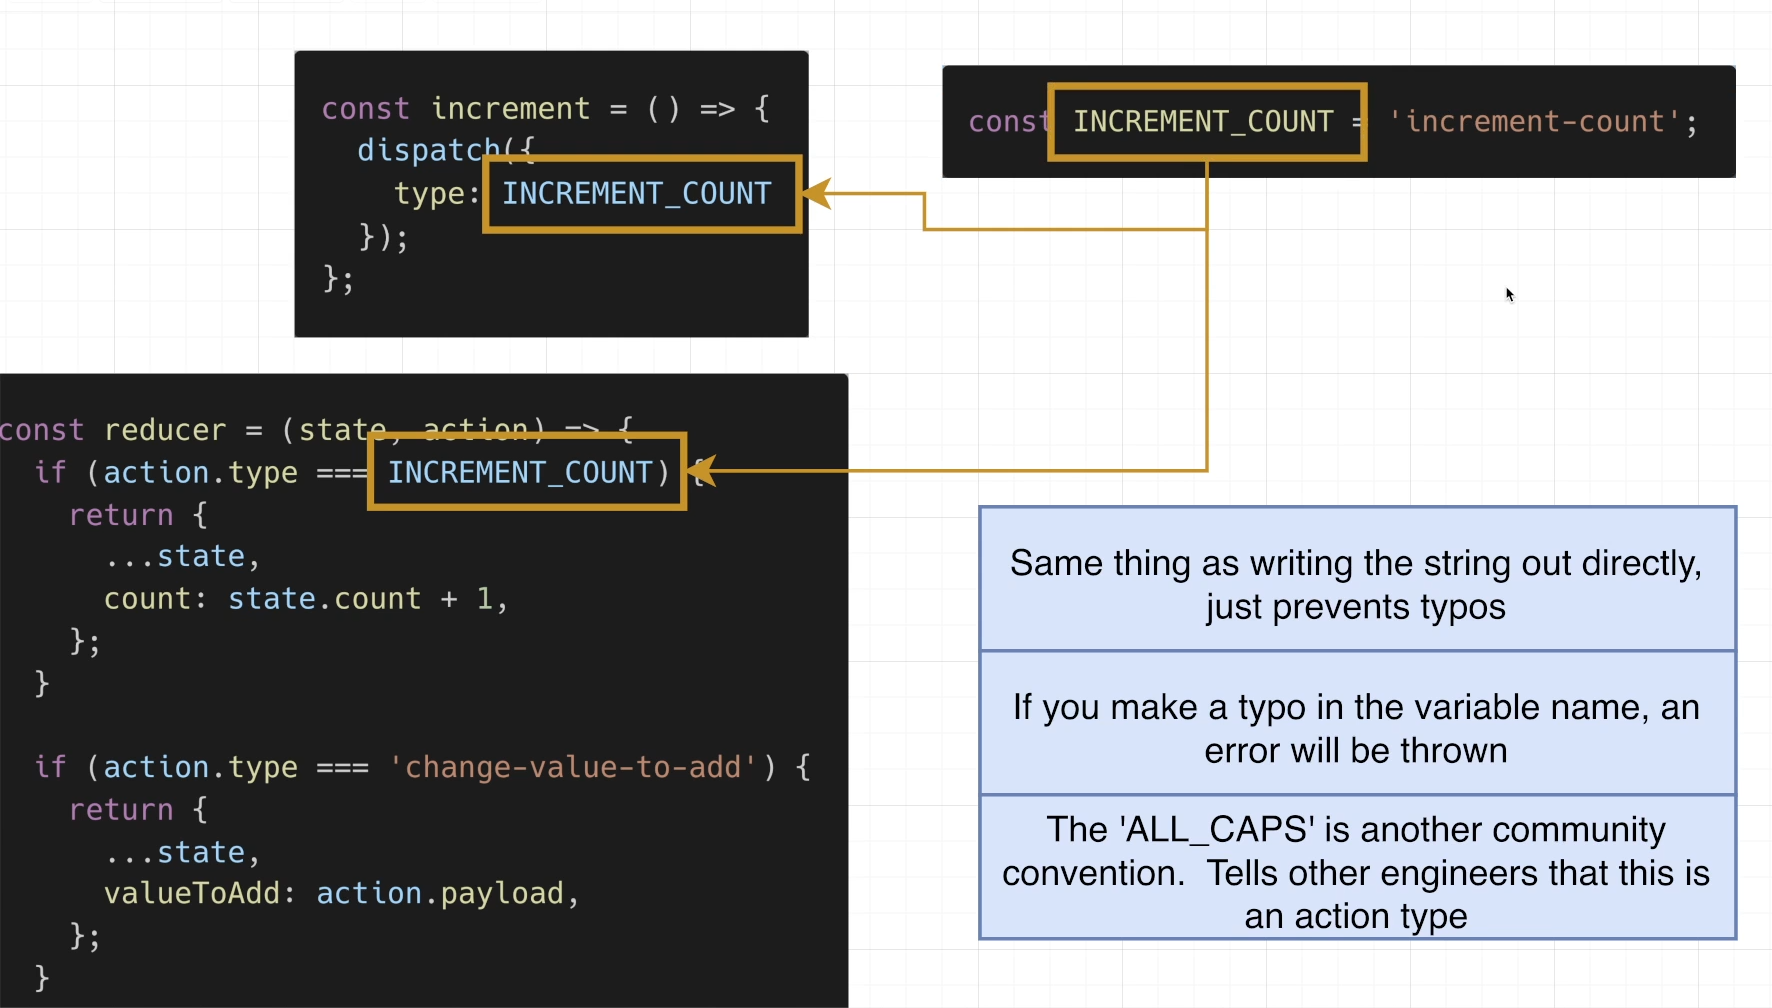 const increment = () => {
dispatch({
type: INCREMENT_COUNT
});
};
const INCREMENT_COUNT = 'increment-count';
const reducer = (state, action) => {
if (action.type === INCREMENT_COUNT) {
return {
...state,
count: state.count + 1,
};
}
if (action.type === 'change-value-to-add') {
return {
...state,
valueToAdd: action.payload,
};
}
Same thing as writing the string out directly,
just prevents typos
If you make a typo in the variable name, an
error will be thrown
The 'ALL_CAPS' is another community
convention.  Tells other engineers that this is
an action type